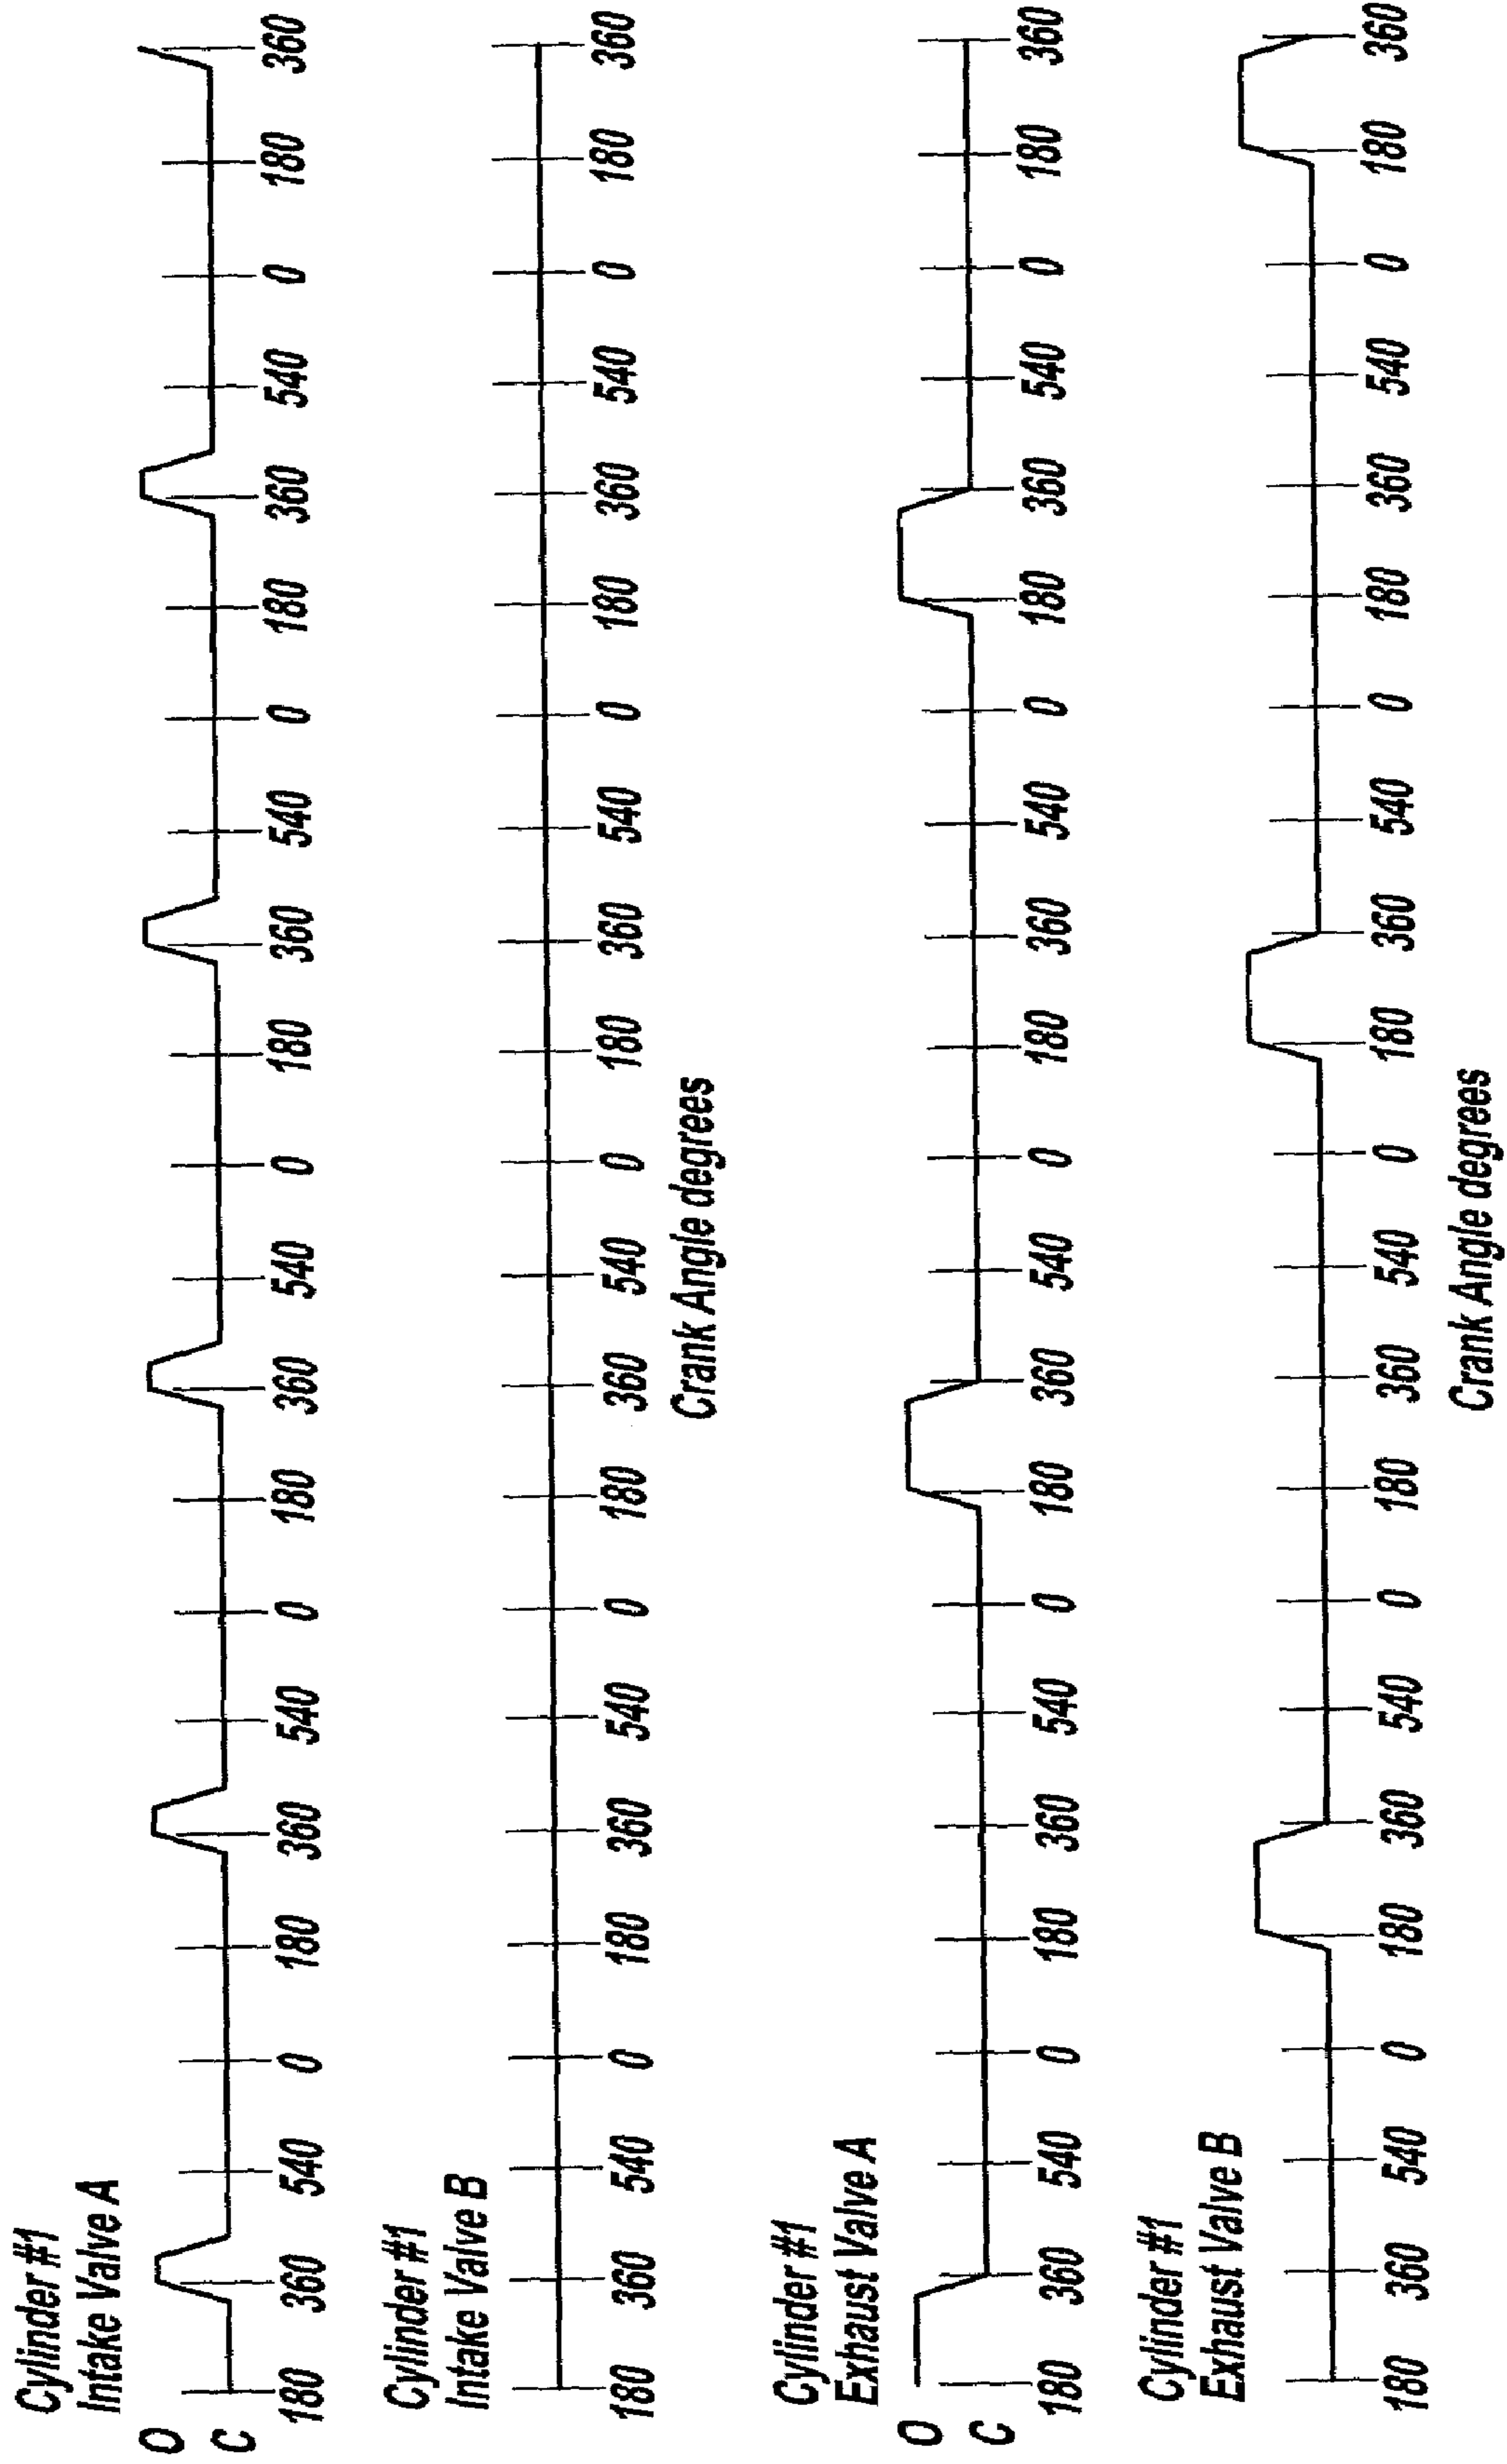 Cylinder #1
Intake Valve A
O
C
180 360 540 0 180 360 540 0 180 360 540 0 180 360 540 0 180 360 540 0 180 360
Cylinder #1
Intake Valve B
180 360 540 0 180 360 540 0 180 360 540 0 180 360 540 0 180 360 540 0 180 360
Crank Angle degrees
Cylinder #1
Exhaust Valve A
O
C
180 360 540 0 180 360 540 0 180 360 540 0 180 360 540 0 180 360 540 0 180 360
Cylinder #1
Exhaust Valve B
180 360 540 0 180 360 540 0 180 360 540 0 180 360 540 0 180 360 540 0 180 360
Crank Angle degrees